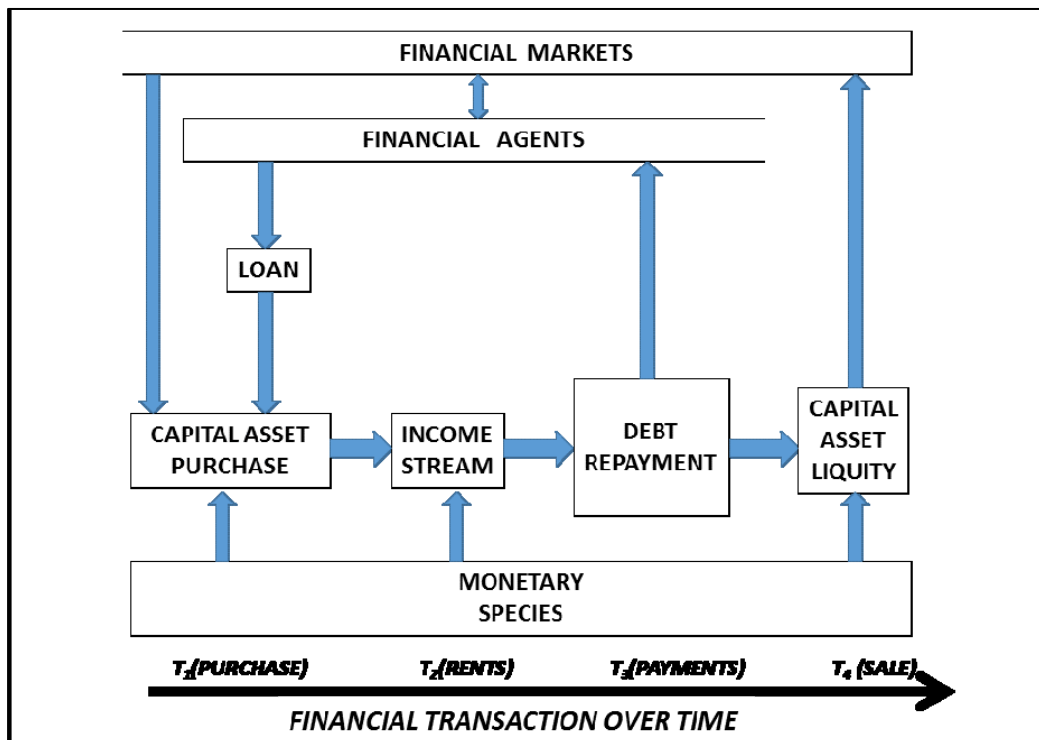 FINANCIAL MARKETS
FINANCIAL AGENTS
LOAN
CAPITAL ASSET
PURCHASE
INCOME
STREAM
DEBT
REPAYMENT
CAPITAL
ASSET
LIQUITY
MONETARY
SPECIES
T1(PURCHASE) T2(RENTS) T3(PAYMENTS) T4 (SALE)
FINANCIAL TRANSACTION OVER TIME